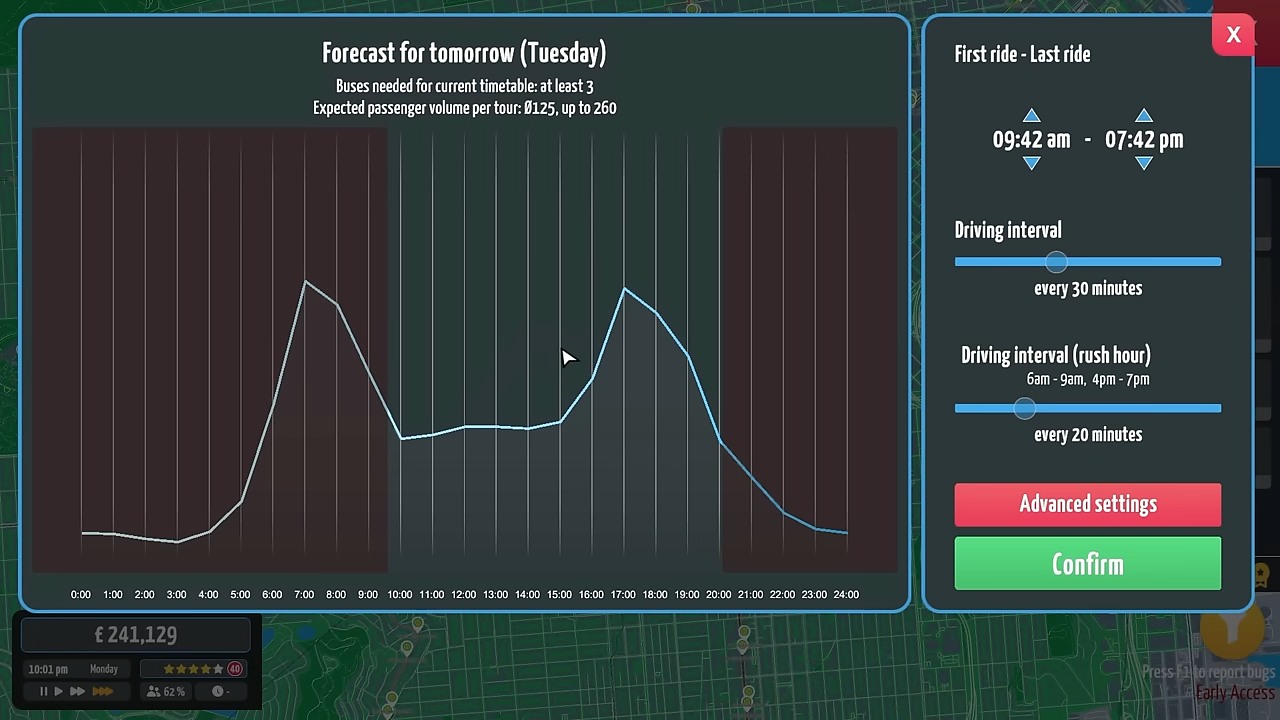 Forecast for tomorrow (Tuesday)
Buses needed for current timetable: at least 3
Expected passenger volume per tour: Ø125, up to 260
0:00 1:00 2:00 3:00 4:00 5:00 6:00 7:00 8:00 9:00 10:00 11:00 12:00 13:00 14:00 15:00 16:00 17:00 18:00 19:00 20:00 21:00 22:00 23:00 24:00
X
First ride - Last ride
09:42 am - 07:42 pm
Driving interval
every 30 minutes
Driving interval (rush hour)
6am - 9am, 4pm - 7pm
every 20 minutes
Advanced settings
Confirm
£ 241,129
10:01 pm Monday 40
62 % -
Press F1 to report bugs
Early Access